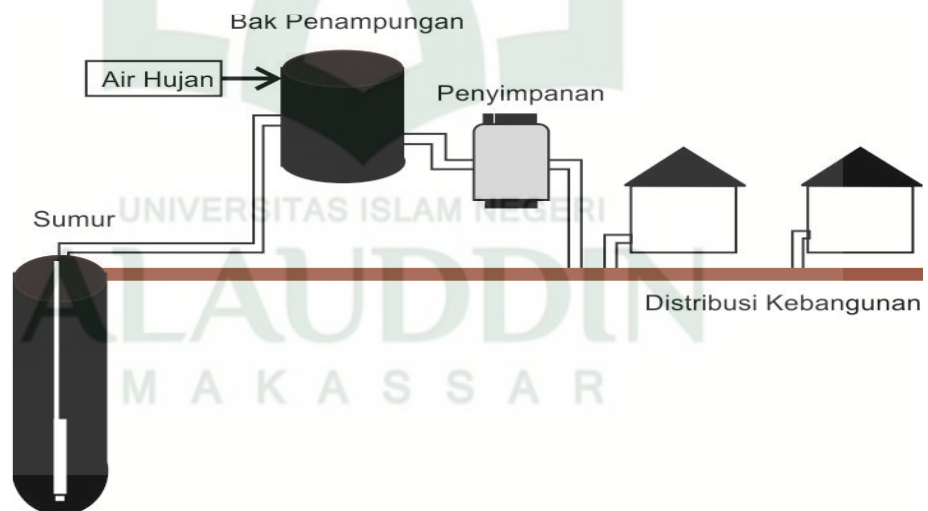 Bak Penampungan
Air Hujan
Penyimpanan
UNIVERSITAS ISLAM NEGERI
Sumur
ALAUDDIN
Distribusi Kebangunan
MAKASSAR